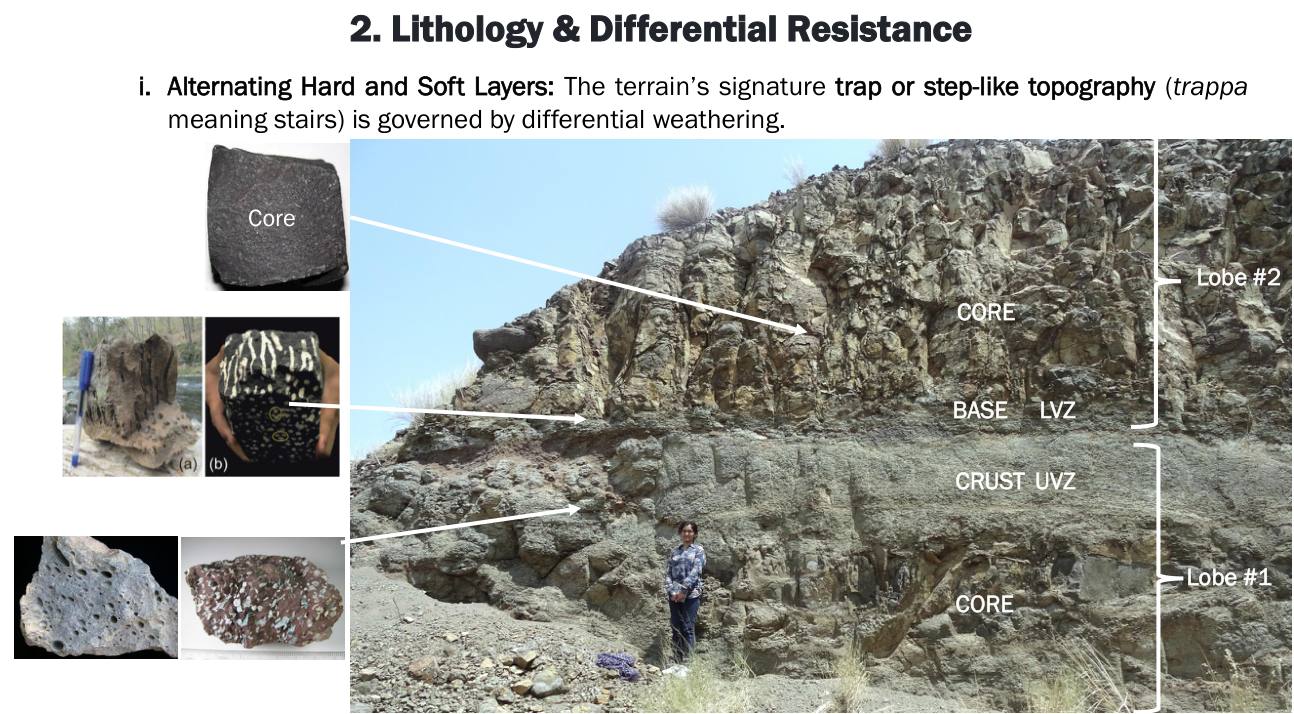 2. Lithology & Differential Resistance
i. Alternating Hard and Soft Layers: The terrain's signature trap or step-like topography (trappa
meaning stairs) is governed by differential weathering.
Core
CORE
Lobe #2
BASE LVZ
(a)
(b)
CRUST UVZ
Lobe #1
CORE